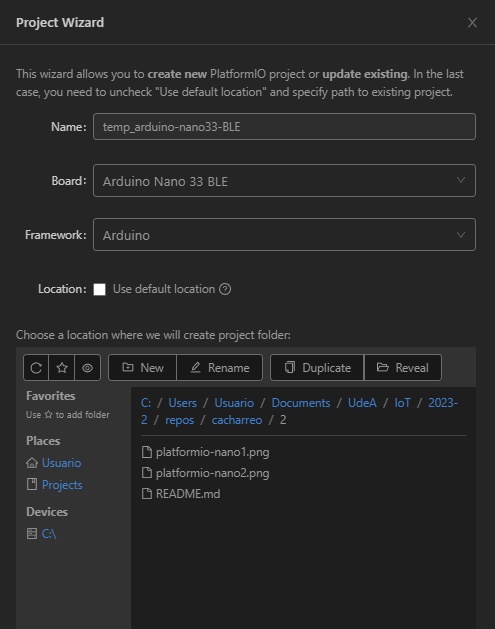 Project Wizard
This wizard allows you to create new PlatformIO project or update existing. In the last
case, you need to uncheck "Use default location" and specify path to existing project.
Name: temp_arduino-nano33-BLE
Board: Arduino Nano 33 BLE
Framework: Arduino
Location: Use default location
Choose a location where we will create project folder:
New Rename Duplicate Reveal
Favorites
Use ☆ to add folder
Places
Usuario
Projects
Devices
C:\
C: / Users / Usuario / Documents / UdeA / IoT / 2023-
2 / repos / cacharreo / 2
platformio-nano1.png
platformio-nano2.png
README.md